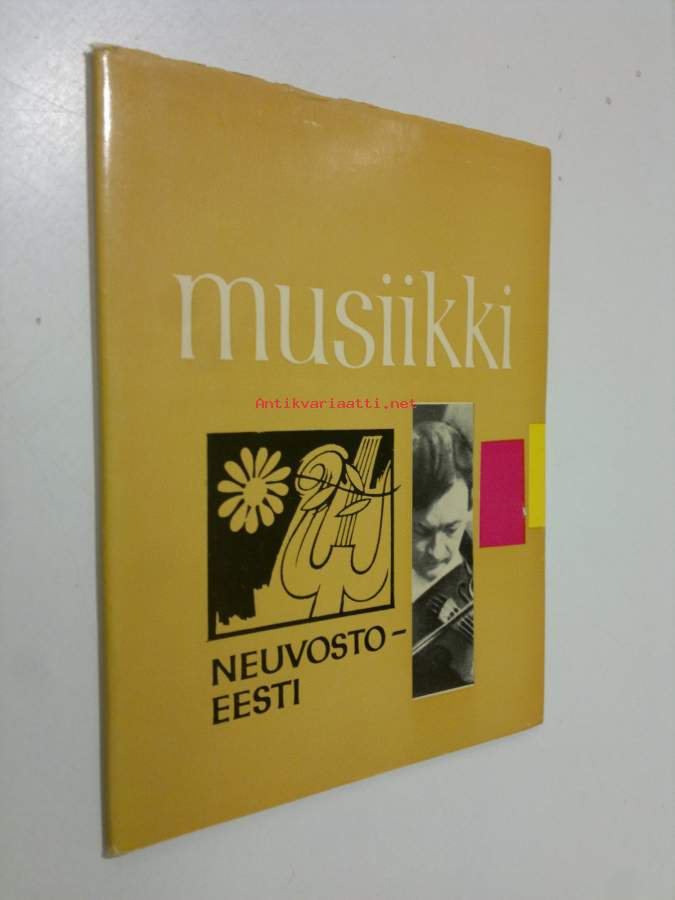 musiikki
Antikvariaatti.net
NEUVOSTO-
EESTI